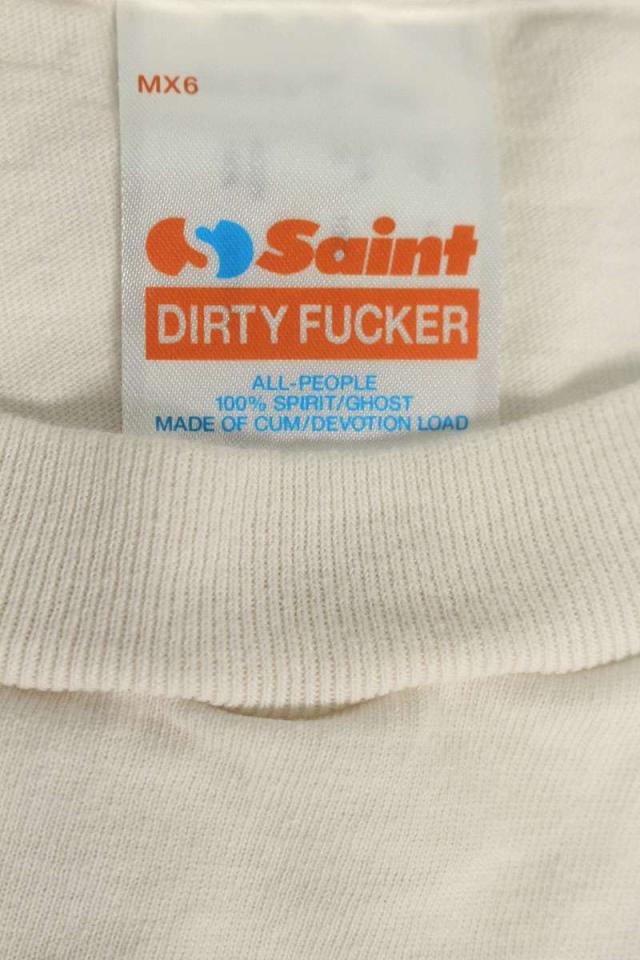 MX6
Saint
DIRTY FUCKER
ALL-PEOPLE
100% SPIRIT/GHOST
MADE OF CUM/DEVOTION LOAD